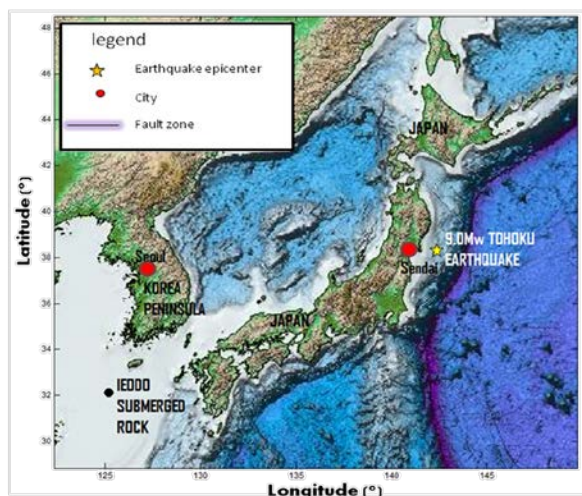 legend
Earthquake epicenter
City
Fault zone
48
46
44
42
40
38
36
34
32
30
Latitude (°)
JAPAN
9.0Mw TOHOKU
EARTHQUAKE
Sendai
Seoul
KOREA
PENINSULA
JAPAN
IEODO
SUBMERGED
ROCK
125
130
135
140
145
Longitude (°)